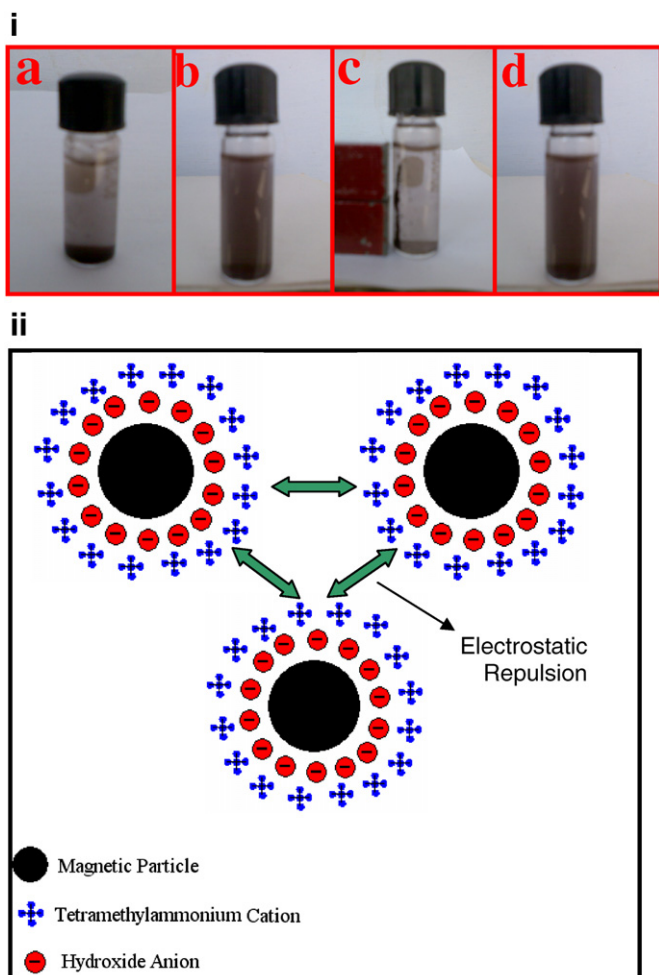 i
a b c d
ii
Electrostatic
Repulsion
Magnetic Particle
Tetramethylammonium Cation
Hydroxide Anion